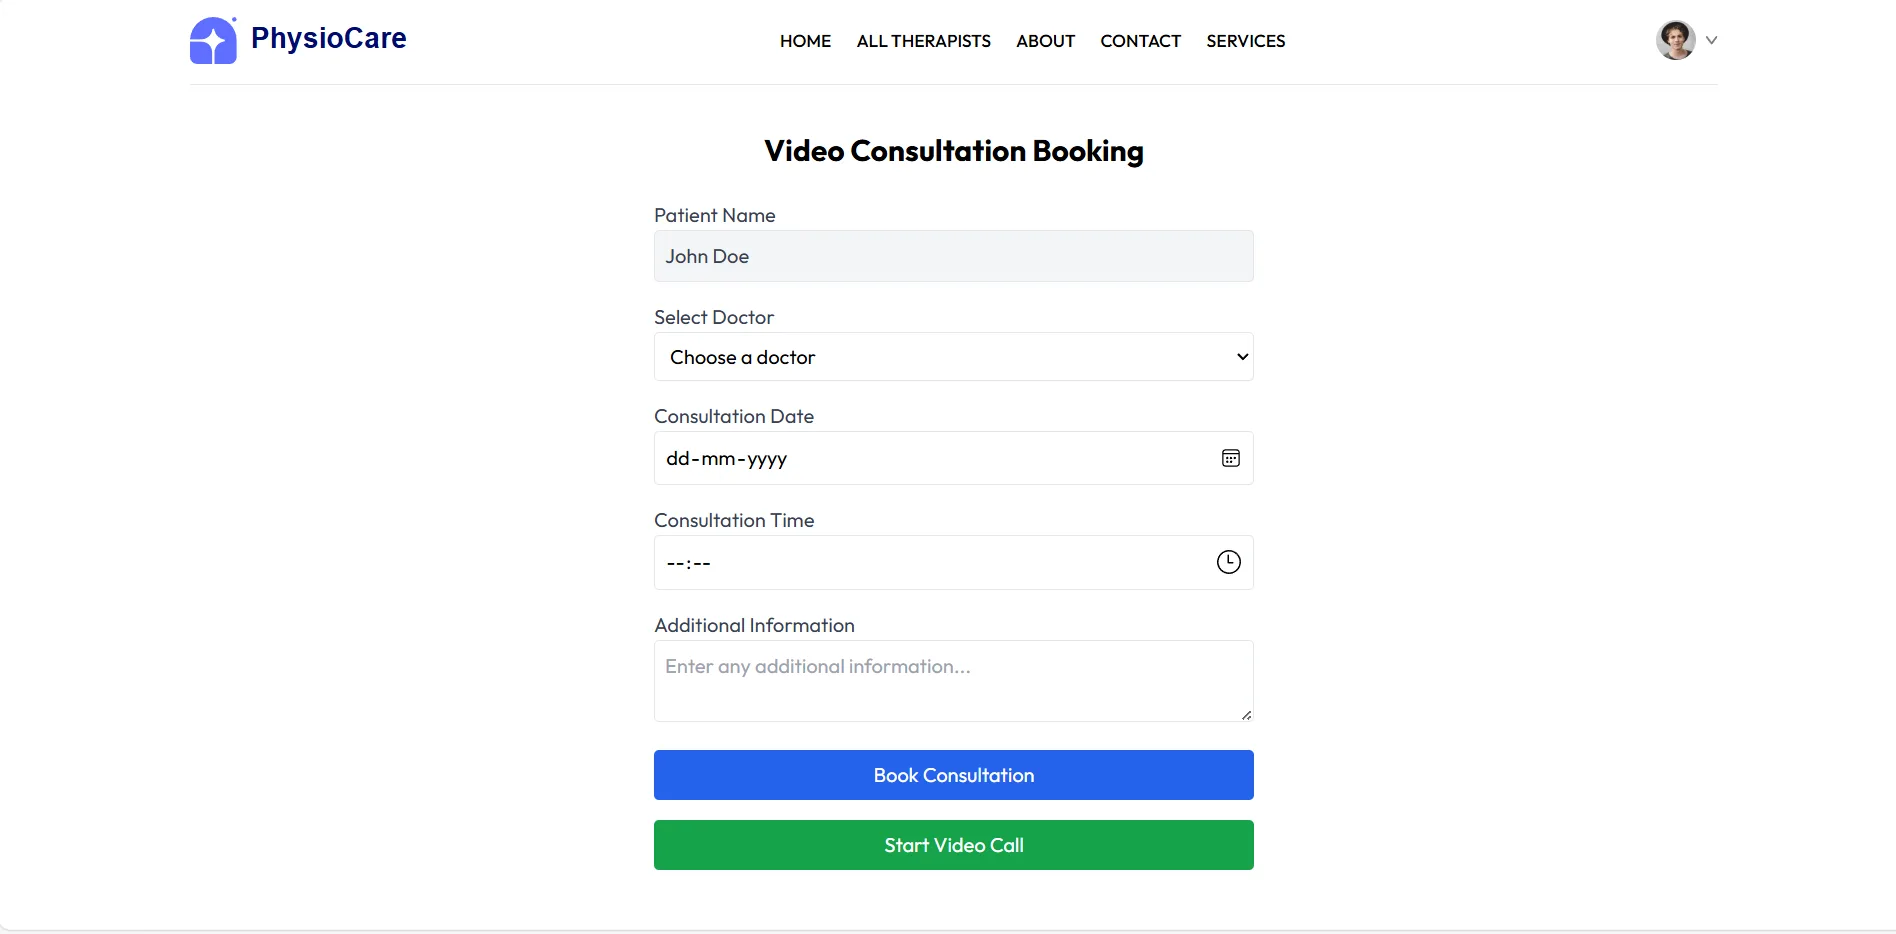 PhysioCare
HOME ALL THERAPISTS ABOUT CONTACT SERVICES
Video Consultation Booking
Patient Name
John Doe
Select Doctor
Choose a doctor
Consultation Date
dd-mm-yyyy
Consultation Time
--:--
Additional Information
Enter any additional information...
Book Consultation
Start Video Call